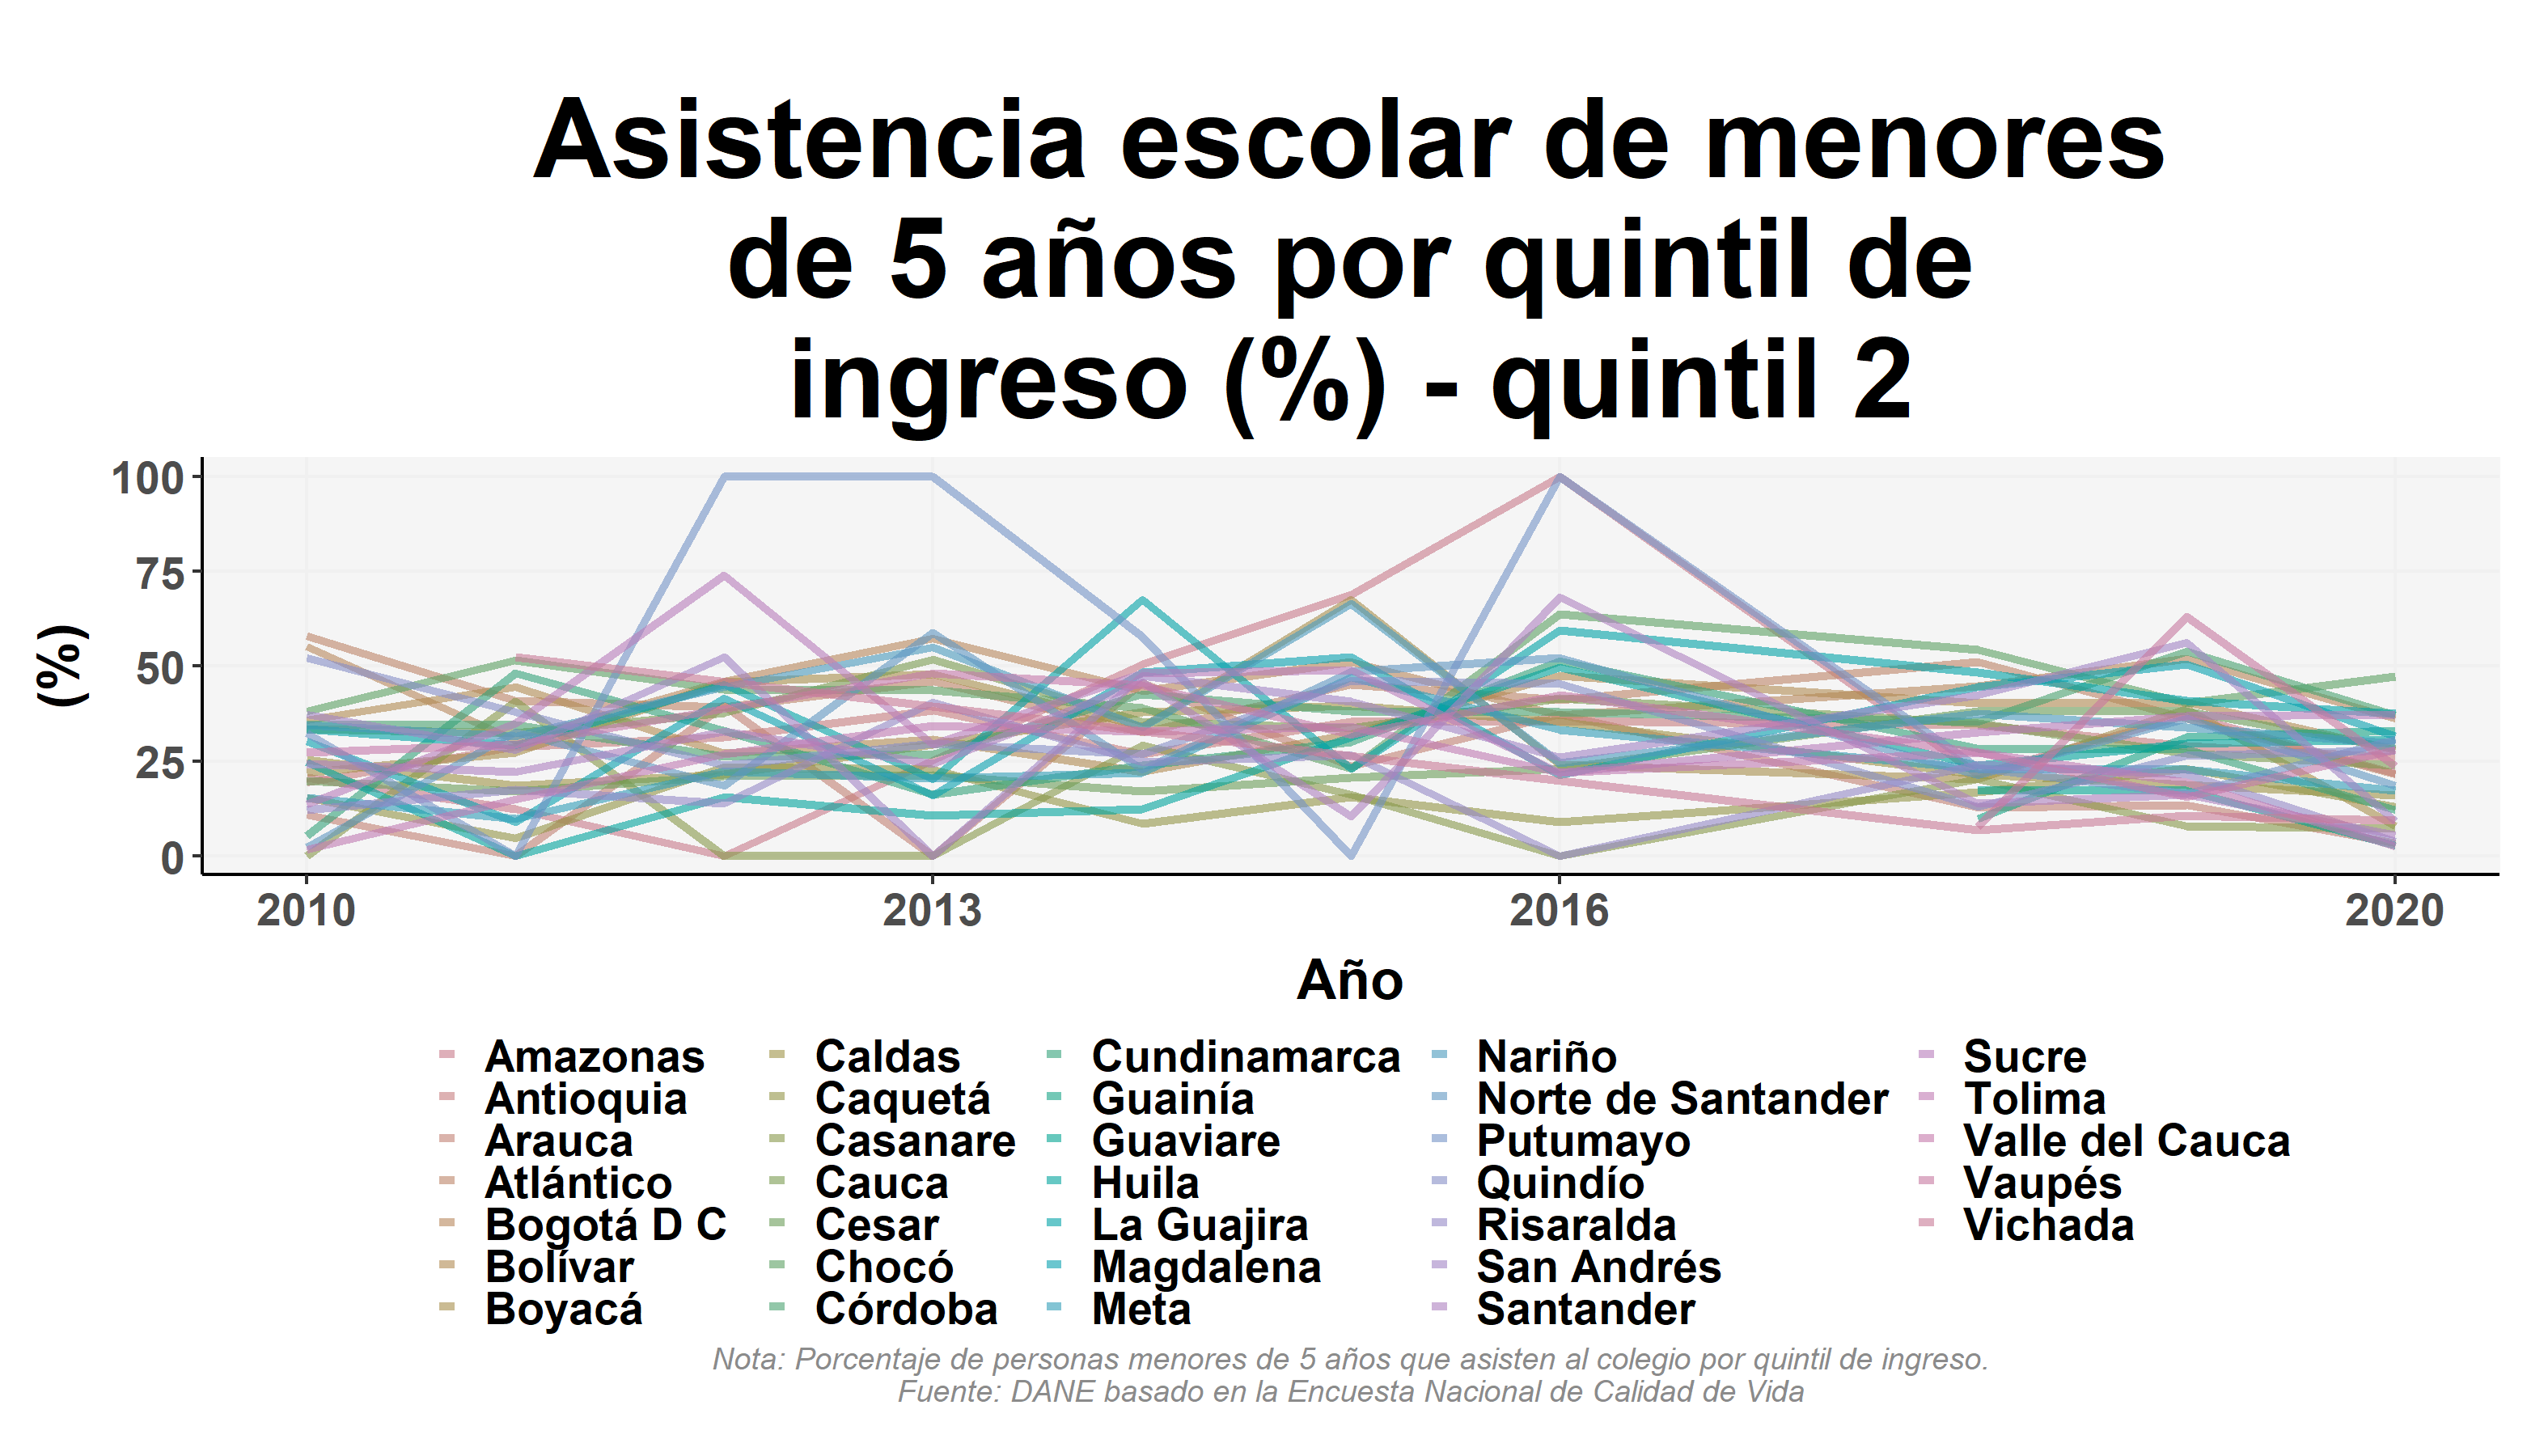 Asistencia escolar de menores
de 5 años por quintil de
ingreso (%) - quintil 2
100
75
50
25
0
(%)
2010 2013 2016 2020
Año
Amazonas Caldas Cundinamarca Nariño Sucre
Antioquia Caquetá Guainía Norte de Santander Tolima
Arauca Casanare Guaviare Putumayo Valle del Cauca
Atlántico Cauca Huila Quindío Vaupés
Bogotá D C Cesar La Guajira Risaralda Vichada
Bolívar Chocó Magdalena San Andrés
Boyacá Córdoba Meta Santander
Nota: Porcentaje de personas menores de 5 años que asisten al colegio por quintil de ingreso.
Fuente: DANE basado en la Encuesta Nacional de Calidad de Vida